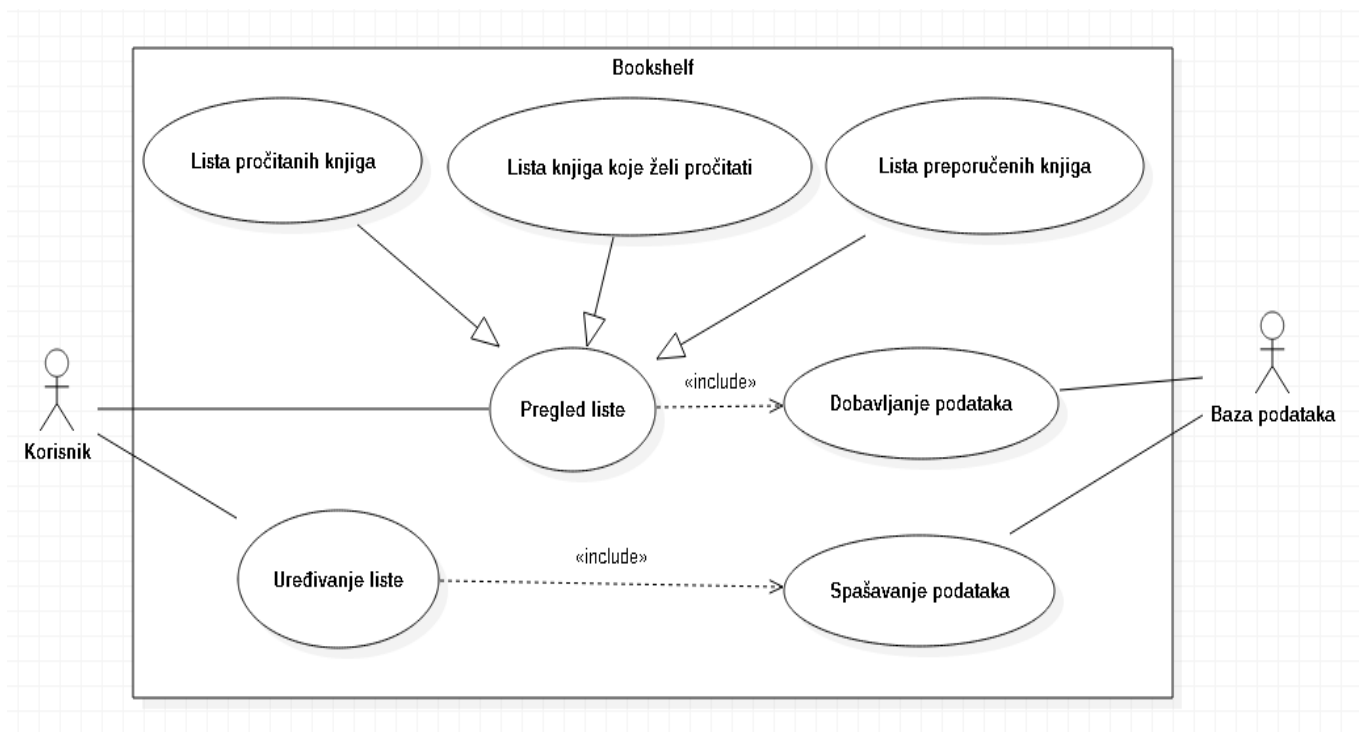 Bookshelf
Lista pročitanih knjiga
Lista knjiga koje želi pročitati
Lista preporučenih knjiga
«include»
Pregled liste
Dobavljanje podataka
Baza podataka
Korisnik
«include»
Uređivanje liste
Spašavanje podataka